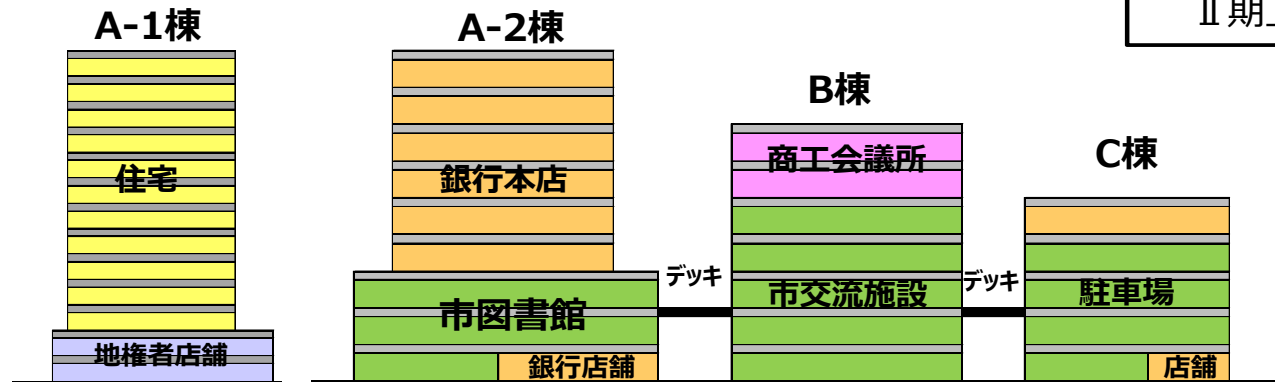 Ⅱ期
A-1棟
A-2棟
B棟
C棟
住宅
銀行本店
商工会議所
デッキ
デッキ
市図書館
市交流施設
駐車場
地権者店舗
銀行店舗
店舗